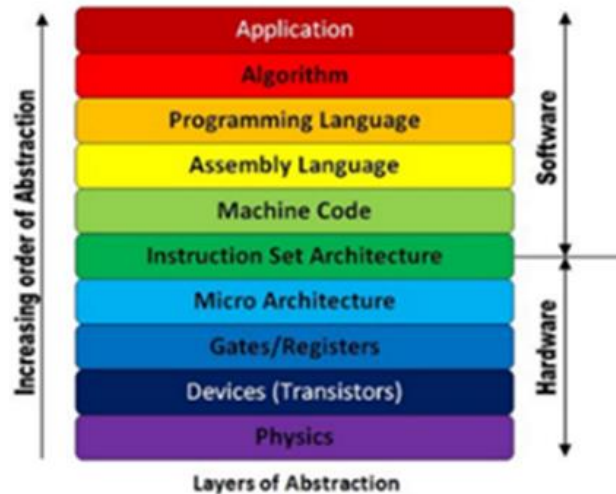 Increasing order of Abstraction
Application
Algorithm
Programming Language
Assembly Language
Machine Code
Instruction Set Architecture
Micro Architecture
Gates/Registers
Devices (Transistors)
Physics
Software
Hardware
Layers of Abstraction